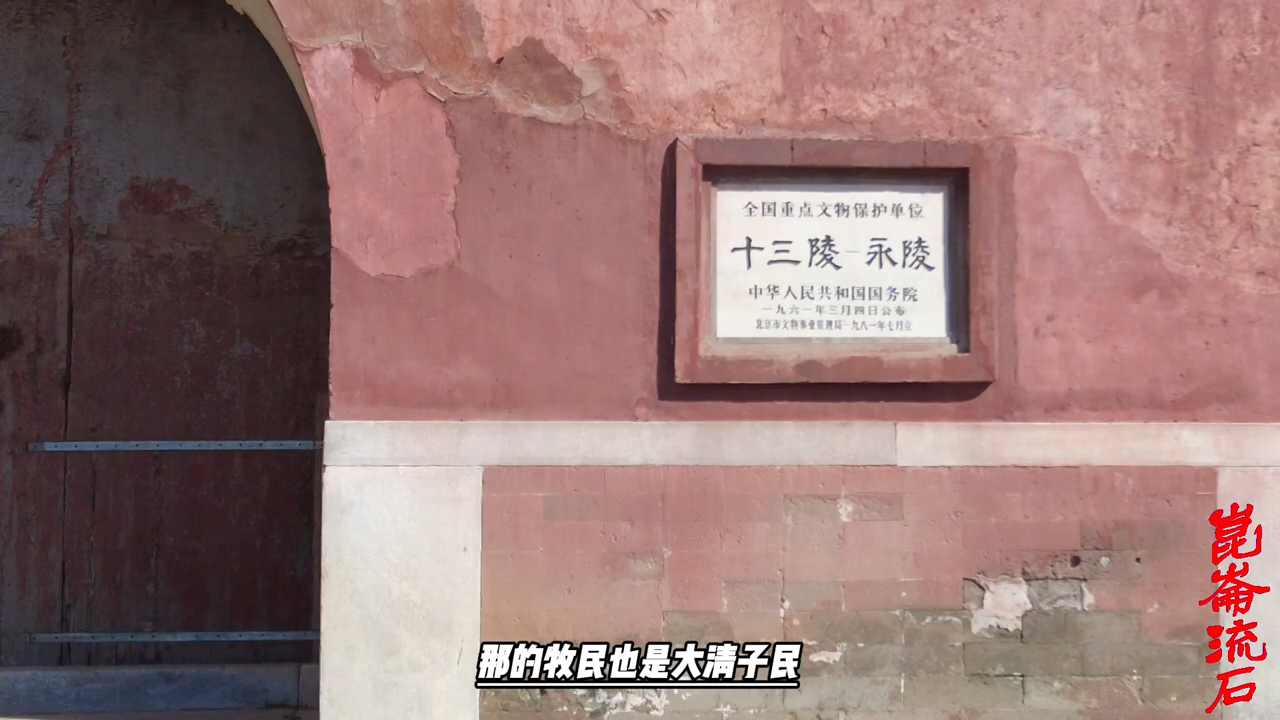 全国重点文物保护单位
十三陵—永陵
中华人民共和国国务院
一九六一年三月四日公布
北京市文物事业管理局一九八一年七月立
那的牧民也是大清子民
崑崙流石